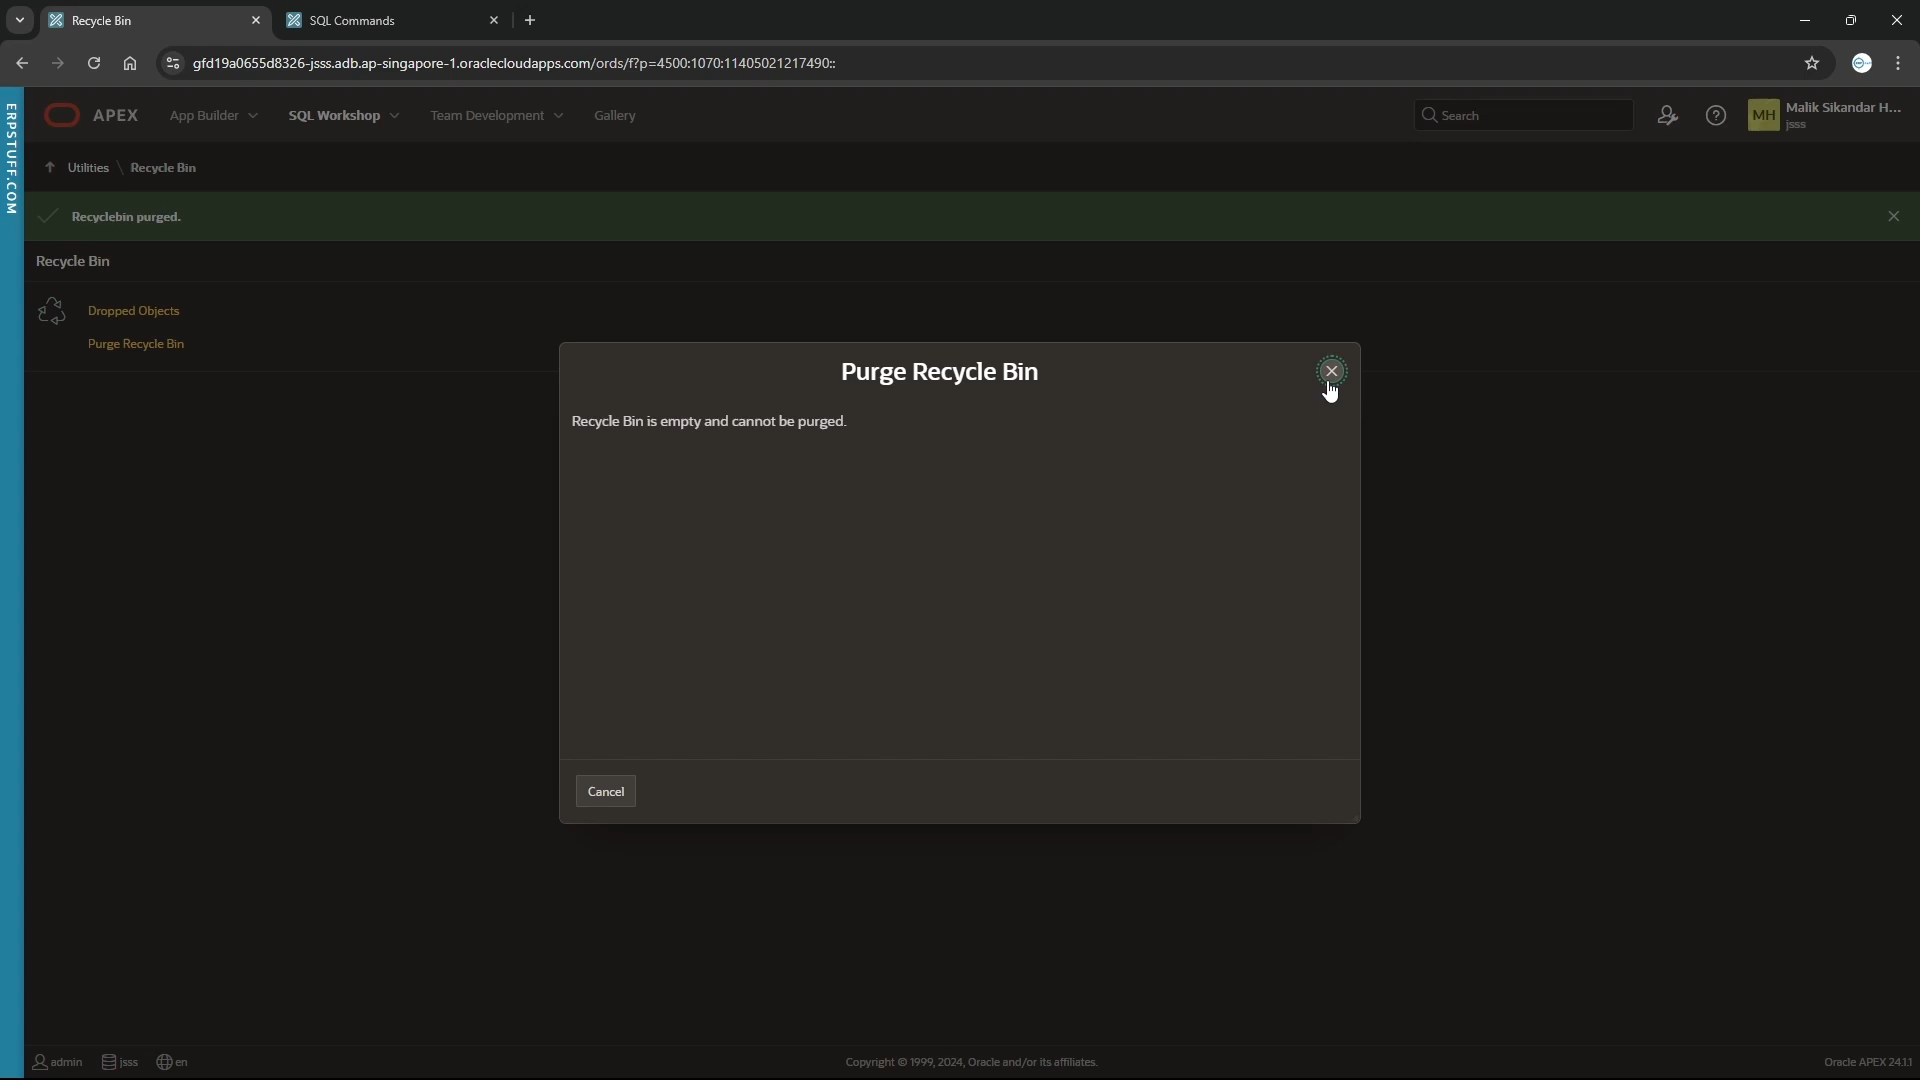 Recycle Bin
SQL Commands
gfd19a0655d8326-jsss.adb.ap-singapore-1.oraclecloudapps.com/ords/f?p=4500:1070:11405021217490::
ERPSTUFF.COM
APEX
App Builder
SQL Workshop
Team Development
Gallery
Search
MH
Malik Sikandar H...
jsss
Utilities \ Recycle Bin
Recyclebin purged.
Recycle Bin
Dropped Objects
Purge Recycle Bin
Purge Recycle Bin
Recycle Bin is empty and cannot be purged.
Cancel
admin
jsss
en
Copyright © 1999, 2024, Oracle and/or its affiliates.
Oracle APEX 24.1.1